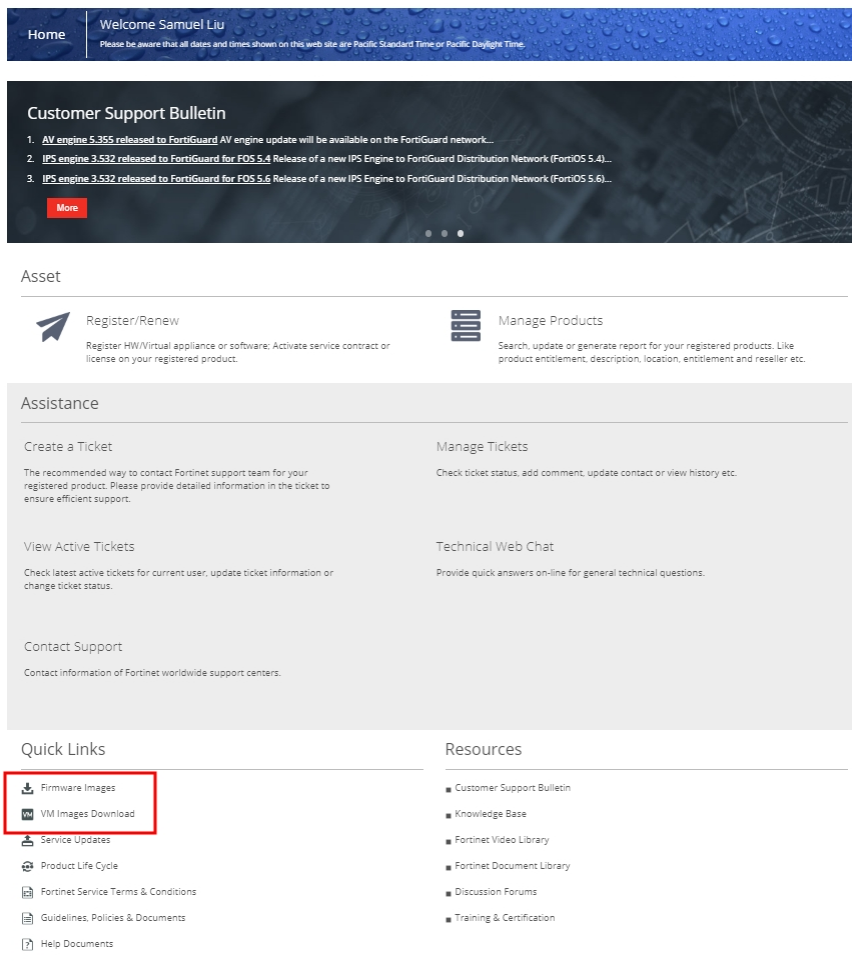 Home
Welcome Samuel Liu
Please be aware that all dates and times shown on this web site are Pacific Standard Time or Pacific Daylight Time.
Customer Support Bulletin
1. AV engine 5.355 released to FortiGuard AV engine update will be available on the FortiGuard network...
2. IPS engine 3.532 released to FortiGuard for FOS 5.4 Release of a new IPS Engine to FortiGuard Distribution Network (FortiOS 5.4)...
3. IPS engine 3.532 released to FortiGuard for FOS 5.6 Release of a new IPS Engine to FortiGuard Distribution Network (FortiOS 5.6)...
More
Asset
Register/Renew
Register HW/Virtual appliance or software; Activate service contract or
license on your registered product.
Manage Products
Search, update or generate report for your registered products. Like
product entitlement, description, location, entitlement and reseller etc.
Assistance
Create a Ticket
The recommended way to contact Fortinet support team for your
registered product. Please provide detailed information in the ticket to
ensure efficient support.
Manage Tickets
Check ticket status, add comment, update contact or view history etc.
View Active Tickets
Check latest active tickets for current user, update ticket information or
change ticket status.
Technical Web Chat
Provide quick answers on-line for general technical questions.
Contact Support
Contact information of Fortinet worldwide support centers.
Quick Links
Firmware Images
VM VM Images Download
Service Updates
Product Life Cycle
Fortinet Service Terms & Conditions
Guidelines, Policies & Documents
Help Documents
Resources
Customer Support Bulletin
Knowledge Base
Fortinet Video Library
Fortinet Document Library
Discussion Forums
Training & Certification